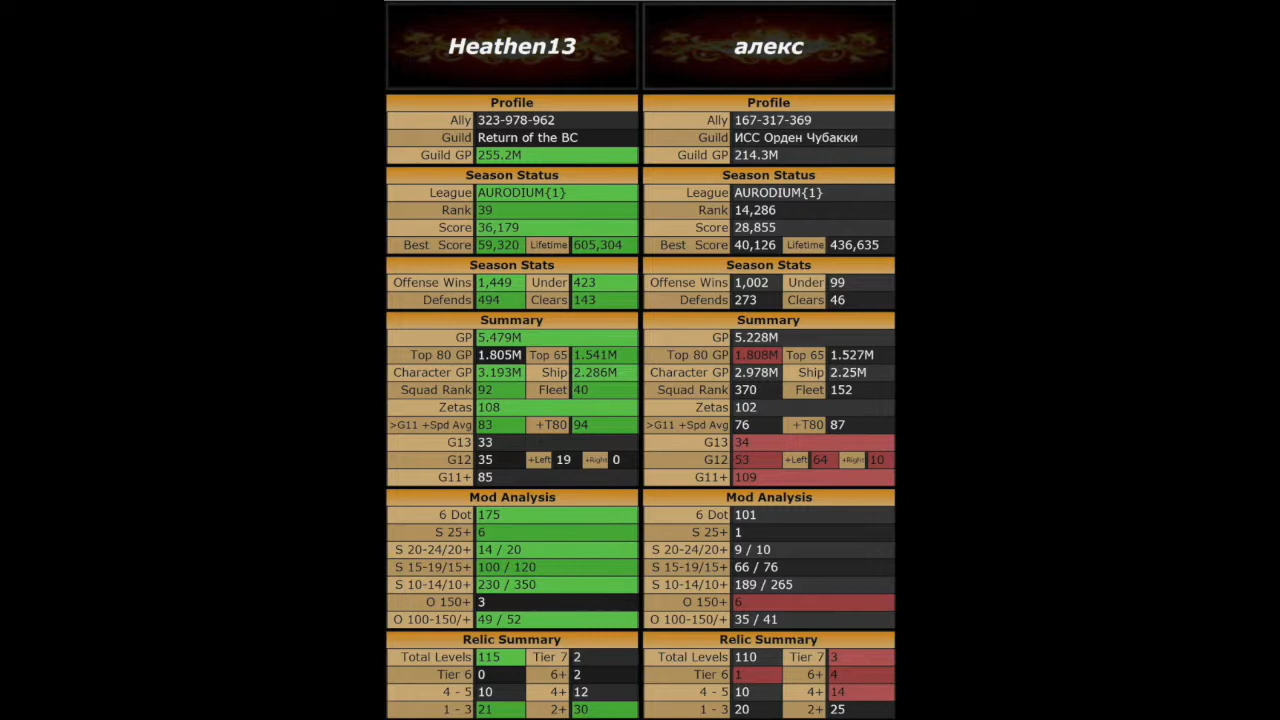 Heathen13 алекс
Profile Profile
Ally 323-978-962 Ally 167-317-369
Guild Return of the BC Guild ИСС Орден Чубакки
Guild GP 255.2M Guild GP 214.3M
Season Status Season Status
League AURODIUM{1} League AURODIUM{1}
Rank 39 Rank 14,286
Score 36,179 Score 28,855
Best Score 59,320 Lifetime 605,304 Best Score 40,126 Lifetime 436,635
Season Stats Season Stats
Offense Wins 1,449 Under 423 Offense Wins 1,002 Under 99
Defends 494 Clears 143 Defends 273 Clears 46
Summary Summary
GP 5.479M GP 5.228M
Top 80 GP 1.805M Top 65 1.541M Top 80 GP 1.808M Top 65 1.527M
Character GP 3.193M Ship 2.286M Character GP 2.978M Ship 2.25M
Squad Rank 92 Fleet 40 Squad Rank 370 Fleet 152
Zetas 108 Zetas 102
>G11 +Spd Avg 83 +T80 94 >G11 +Spd Avg 76 +T80 87
G13 33 G13 34
G12 35 +Left 19 +Right 0 G12 53 +Left 64 +Right 10
G11+ 85 G11+ 109
Mod Analysis Mod Analysis
6 Dot 175 6 Dot 101
S 25+ 6 S 25+ 1
S 20-24/20+ 14 / 20 S 20-24/20+ 9 / 10
S 15-19/15+ 100 / 120 S 15-19/15+ 66 / 76
S 10-14/10+ 230 / 350 S 10-14/10+ 189 / 265
O 150+ 3 O 150+ 6
O 100-150/+ 49 / 52 O 100-150/+ 35 / 41
Relic Summary Relic Summary
Total Levels 115 Tier 7 2 Total Levels 110 Tier 7 3
Tier 6 0 6+ 2 Tier 6 1 6+ 4
4 - 5 10 4+ 12 4 - 5 10 4+ 14
1 - 3 21 2+ 30 1 - 3 20 2+ 25